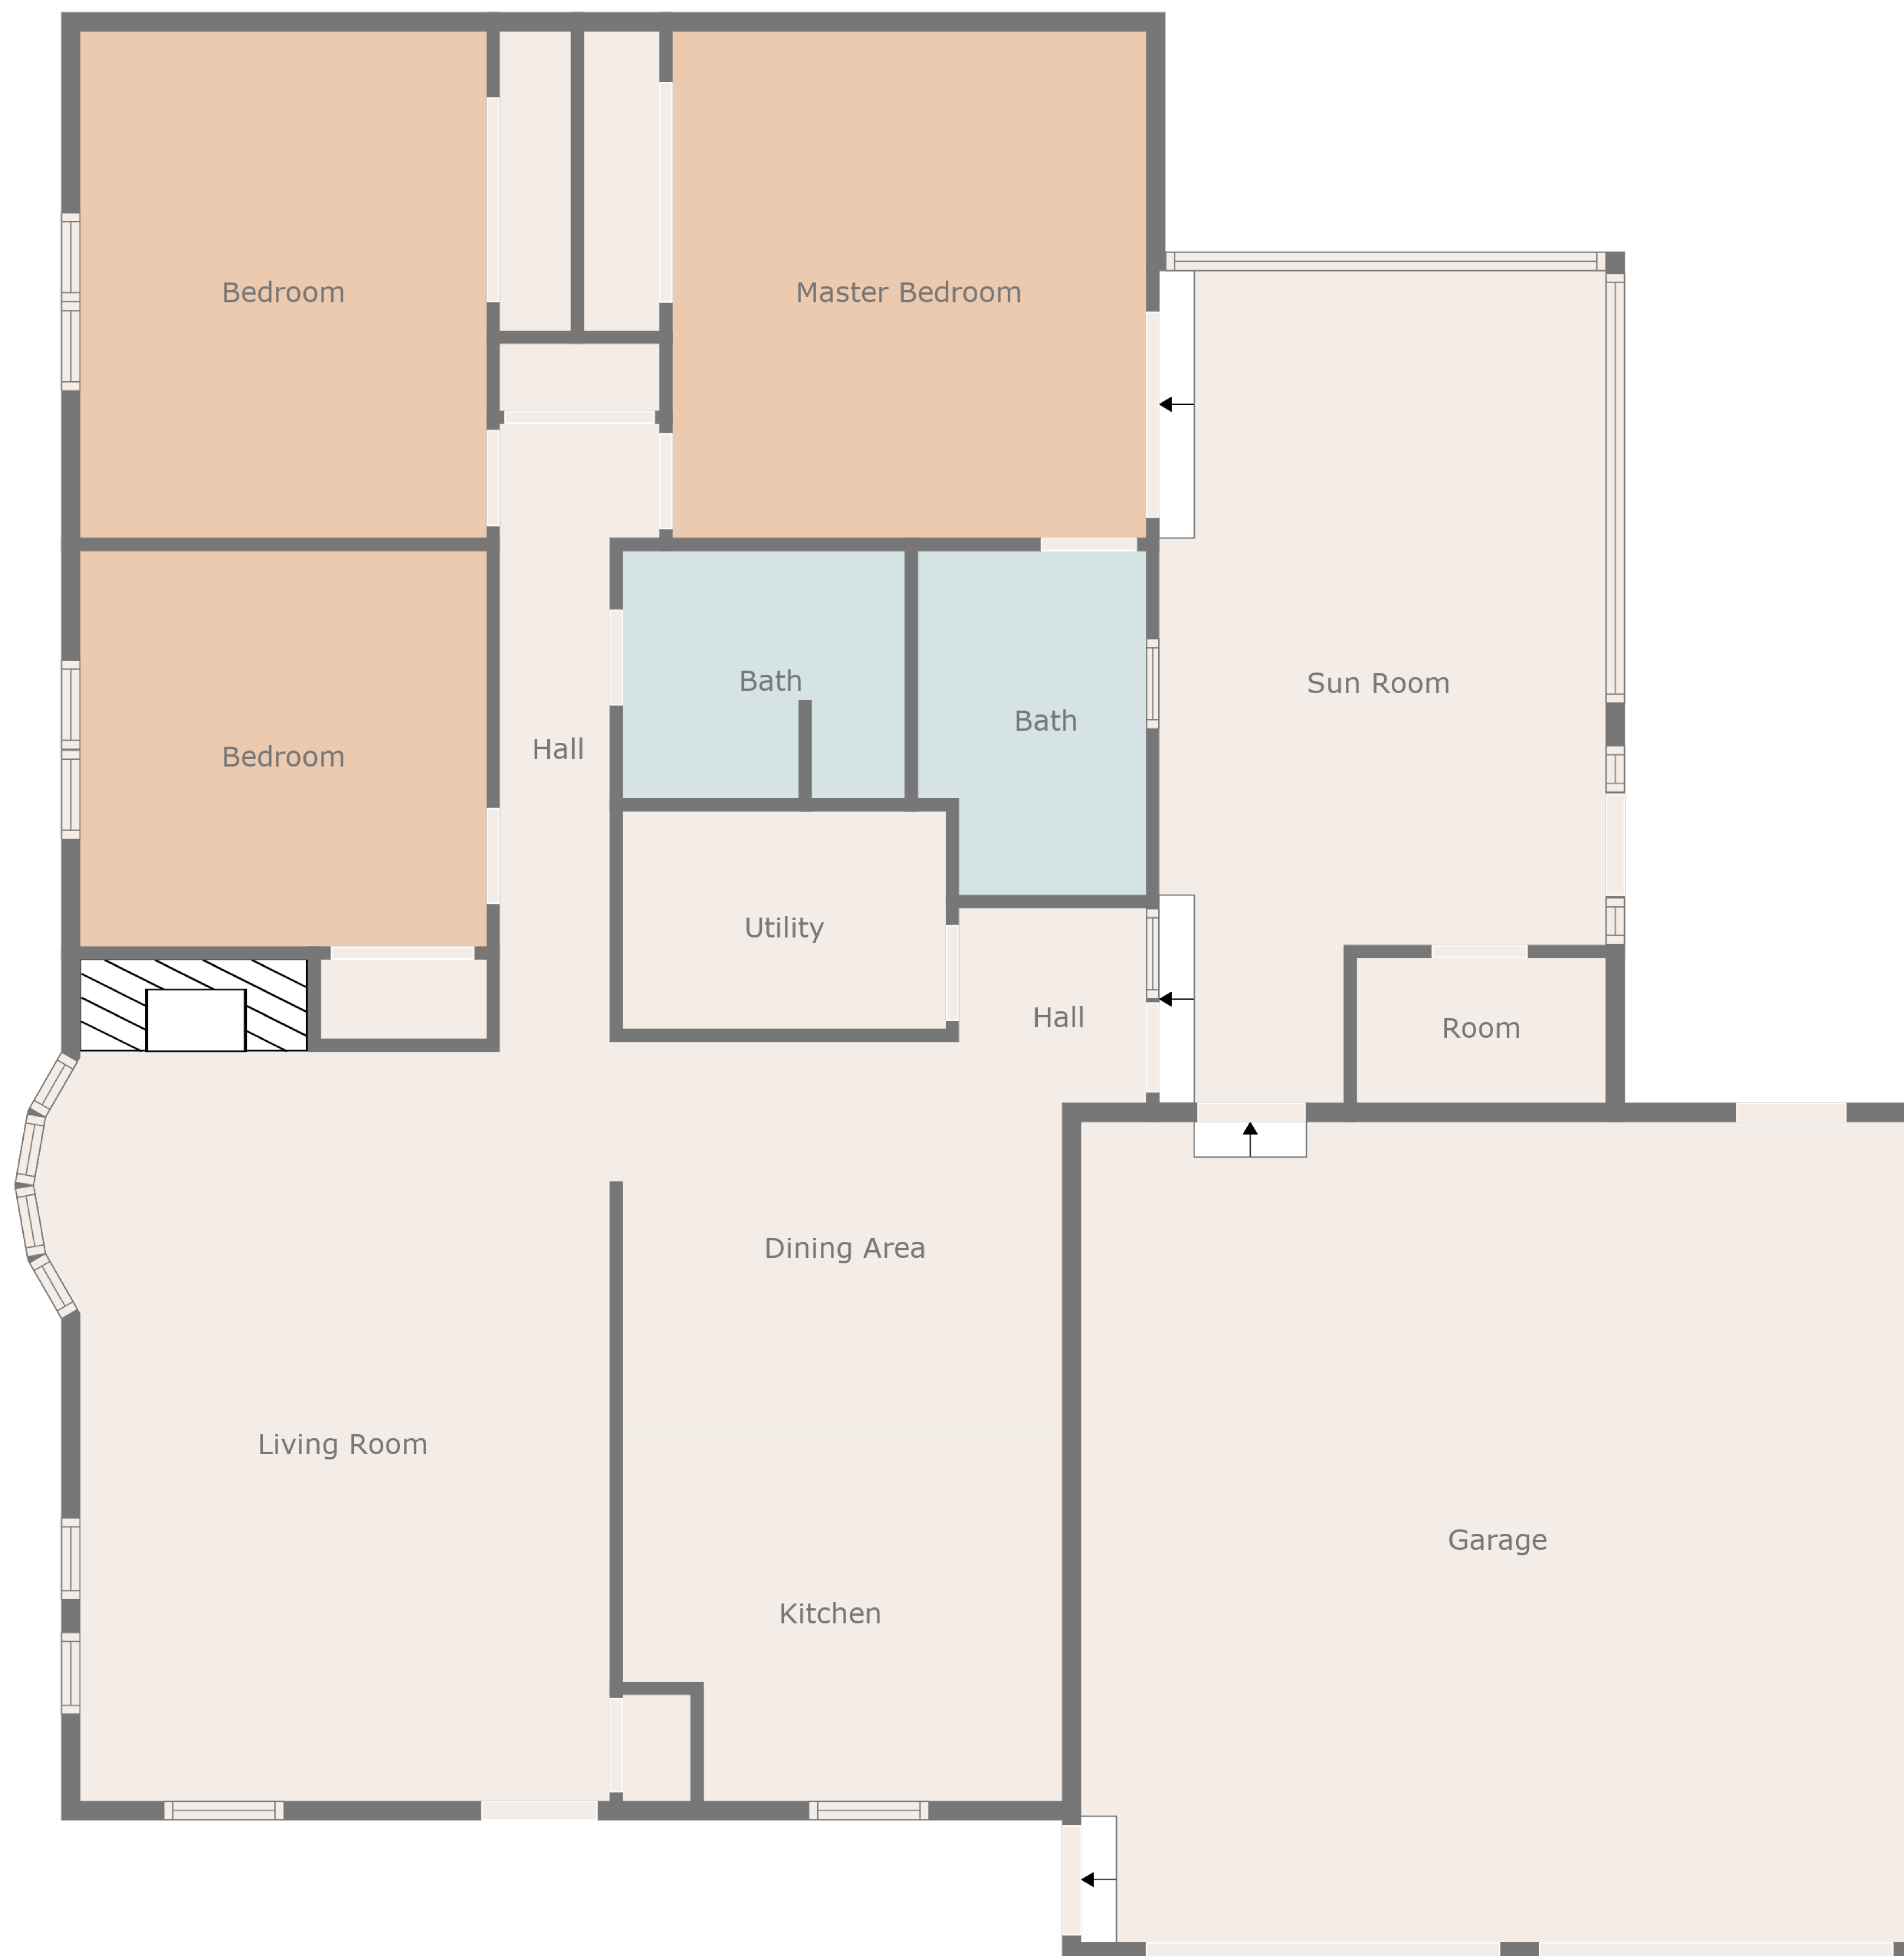 Bedroom
Master Bedroom
Bath
Sun Room
Bath
Hall
Bedroom
Utility
Hall
Room
Dining Area
Living Room
Garage
Kitchen